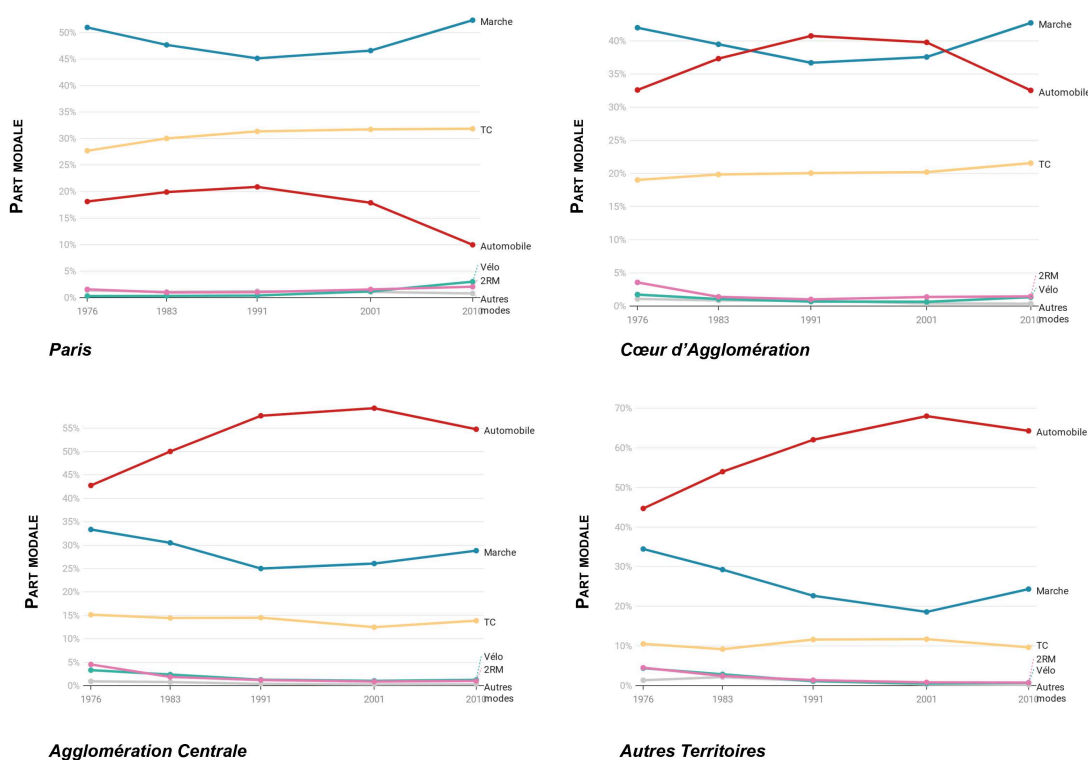 PART MODALE
50%
45%
40%
35%
30%
25%
20%
15%
10%
5%
0%
1976
1983
1991
2001
2010
Marche
TC
Automobile
Vélo
2RM
Autres
modes
Paris
PART MODALE
40%
35%
30%
25%
20%
15%
10%
5%
0%
1976
1983
1991
2001
2010
Marche
Automobile
TC
2RM
Vélo
Autres
modes
Cœur d'Agglomération
PART MODALE
55%
50%
45%
40%
35%
30%
25%
20%
15%
10%
5%
0%
1976
1983
1991
2001
2010
Automobile
Marche
TC
Vélo
2RM
Autres
modes
Agglomération Centrale
PART MODALE
70%
60%
50%
40%
30%
20%
10%
0%
1976
1983
1991
2001
2010
Automobile
Marche
TC
2RM
Vélo
Autres
modes
Autres Territoires